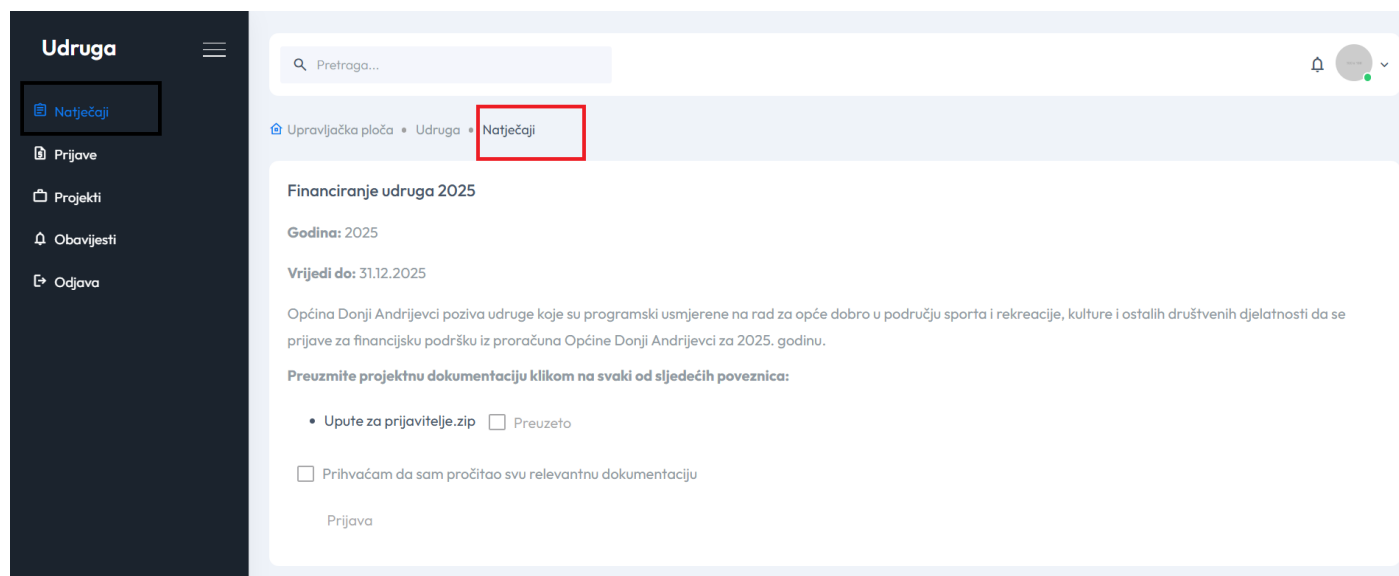 Udruga
Natječaji
Prijave
Projekti
Obavijesti
Odjava
Pretraga...
Upravljačka ploča • Udruga • Natječaji
Financiranje udruga 2025
Godina: 2025
Vrijedi do: 31.12.2025
Općina Donji Andrijevci poziva udruge koje su programski usmjerene na rad za opće dobro u području sporta i rekreacije, kulture i ostalih društvenih djelatnosti da se
prijave za financijsku podršku iz proračuna Općine Donji Andrijevci za 2025. godinu.
Preuzmite projektnu dokumentaciju klikom na svaki od sljedećih poveznica:
• Upute za prijavitelje.zip Preuzeto
Prihvaćam da sam pročitao svu relevantnu dokumentaciju
Prijava